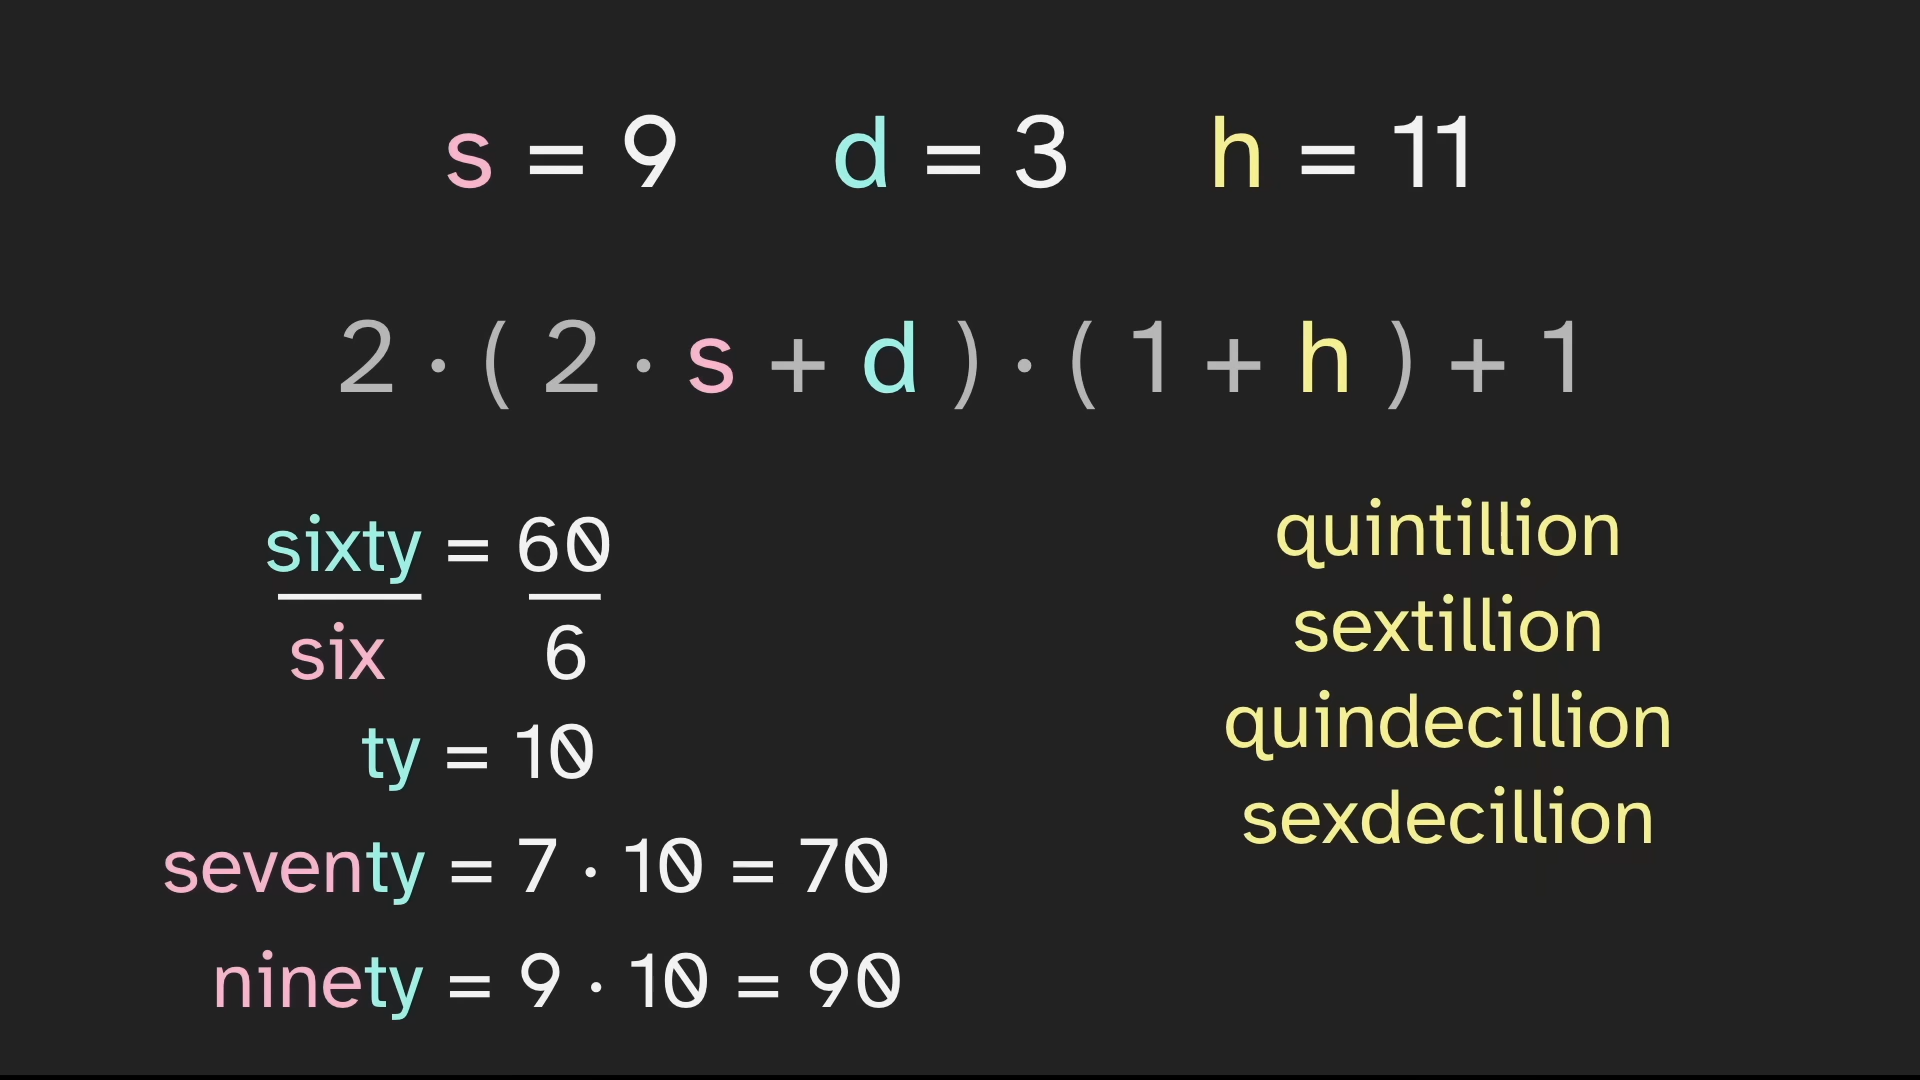 s = 9 d = 3 h = 11
2 · ( 2 · s + d ) · ( 1 + h ) + 1
sixty = 60
six 6
ty = 10
seventy = 7 · 10 = 70
ninety = 9 · 10 = 90
quintillion
sextillion
quindecillion
sexdecillion